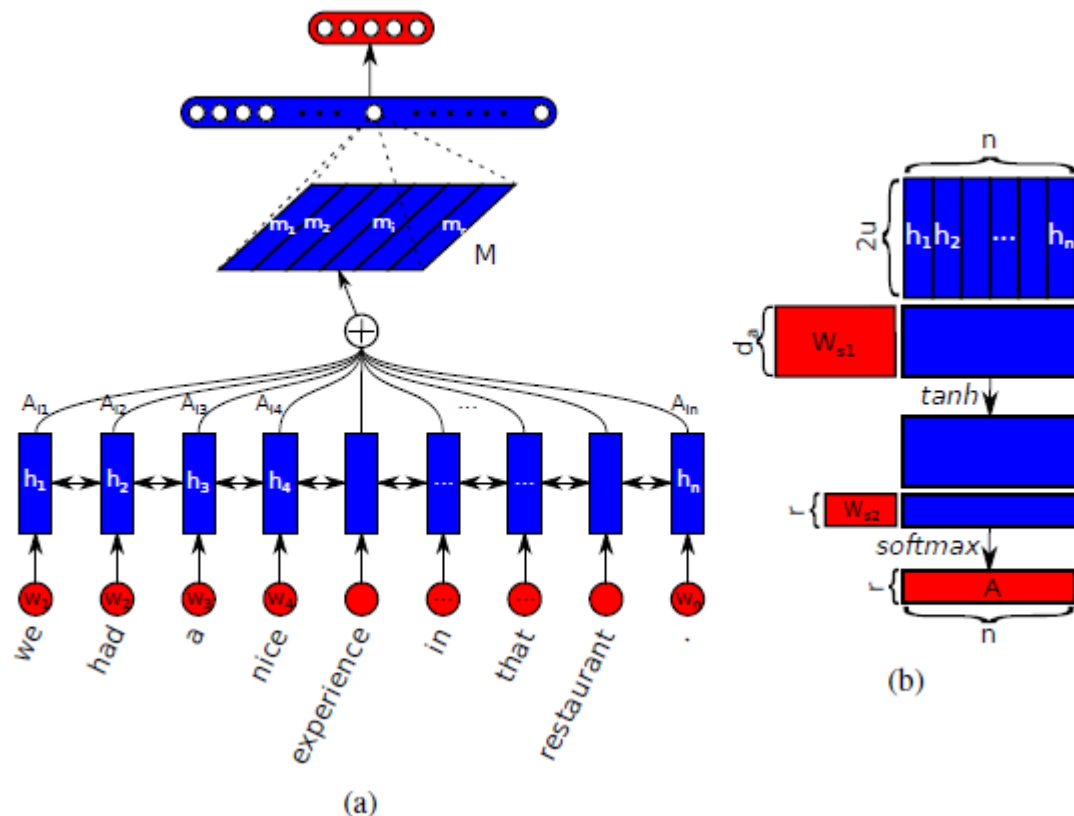 m₁ m₂ mᵢ m
M
Aᵢ₁ Aᵢ₂ Aᵢ₃ Aᵢ₄ ... Aᵢₙ
h₁ h₂ h₃ h₄ ... ... hₙ
w₁ w₂ w₃ w₄ ... ... wₙ
we had a nice experience in that restaurant .
(a)
n
2u
h₁ h₂ ... hₙ
dₐ
Wₛ₁
tanh
r
Wₛ₂
softmax
r
A
n
(b)